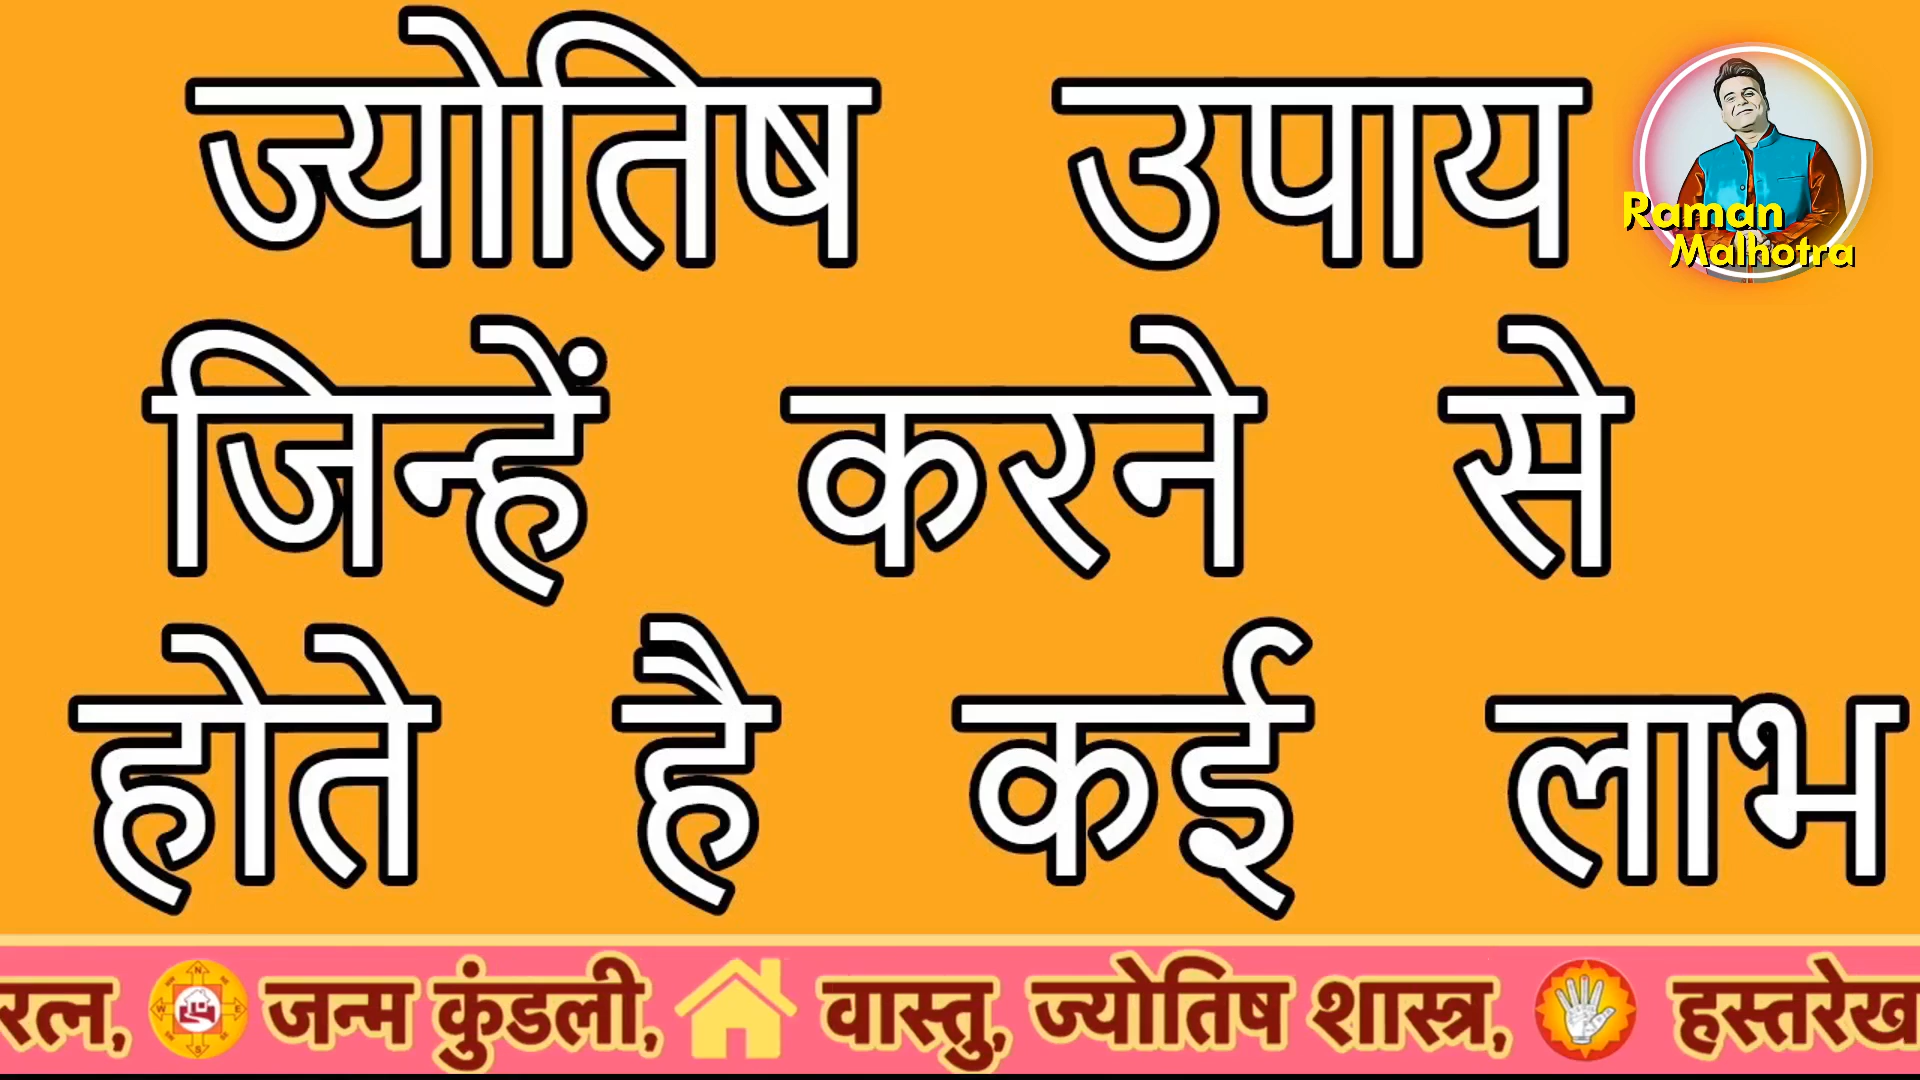 ज्योतिष उपाय
Raman
Malhotra
जिन्हें करने से
होते है कई लाभ
रत्न, जन्म कुंडली, वास्तु, ज्योतिष शास्त्र, हस्तरेख